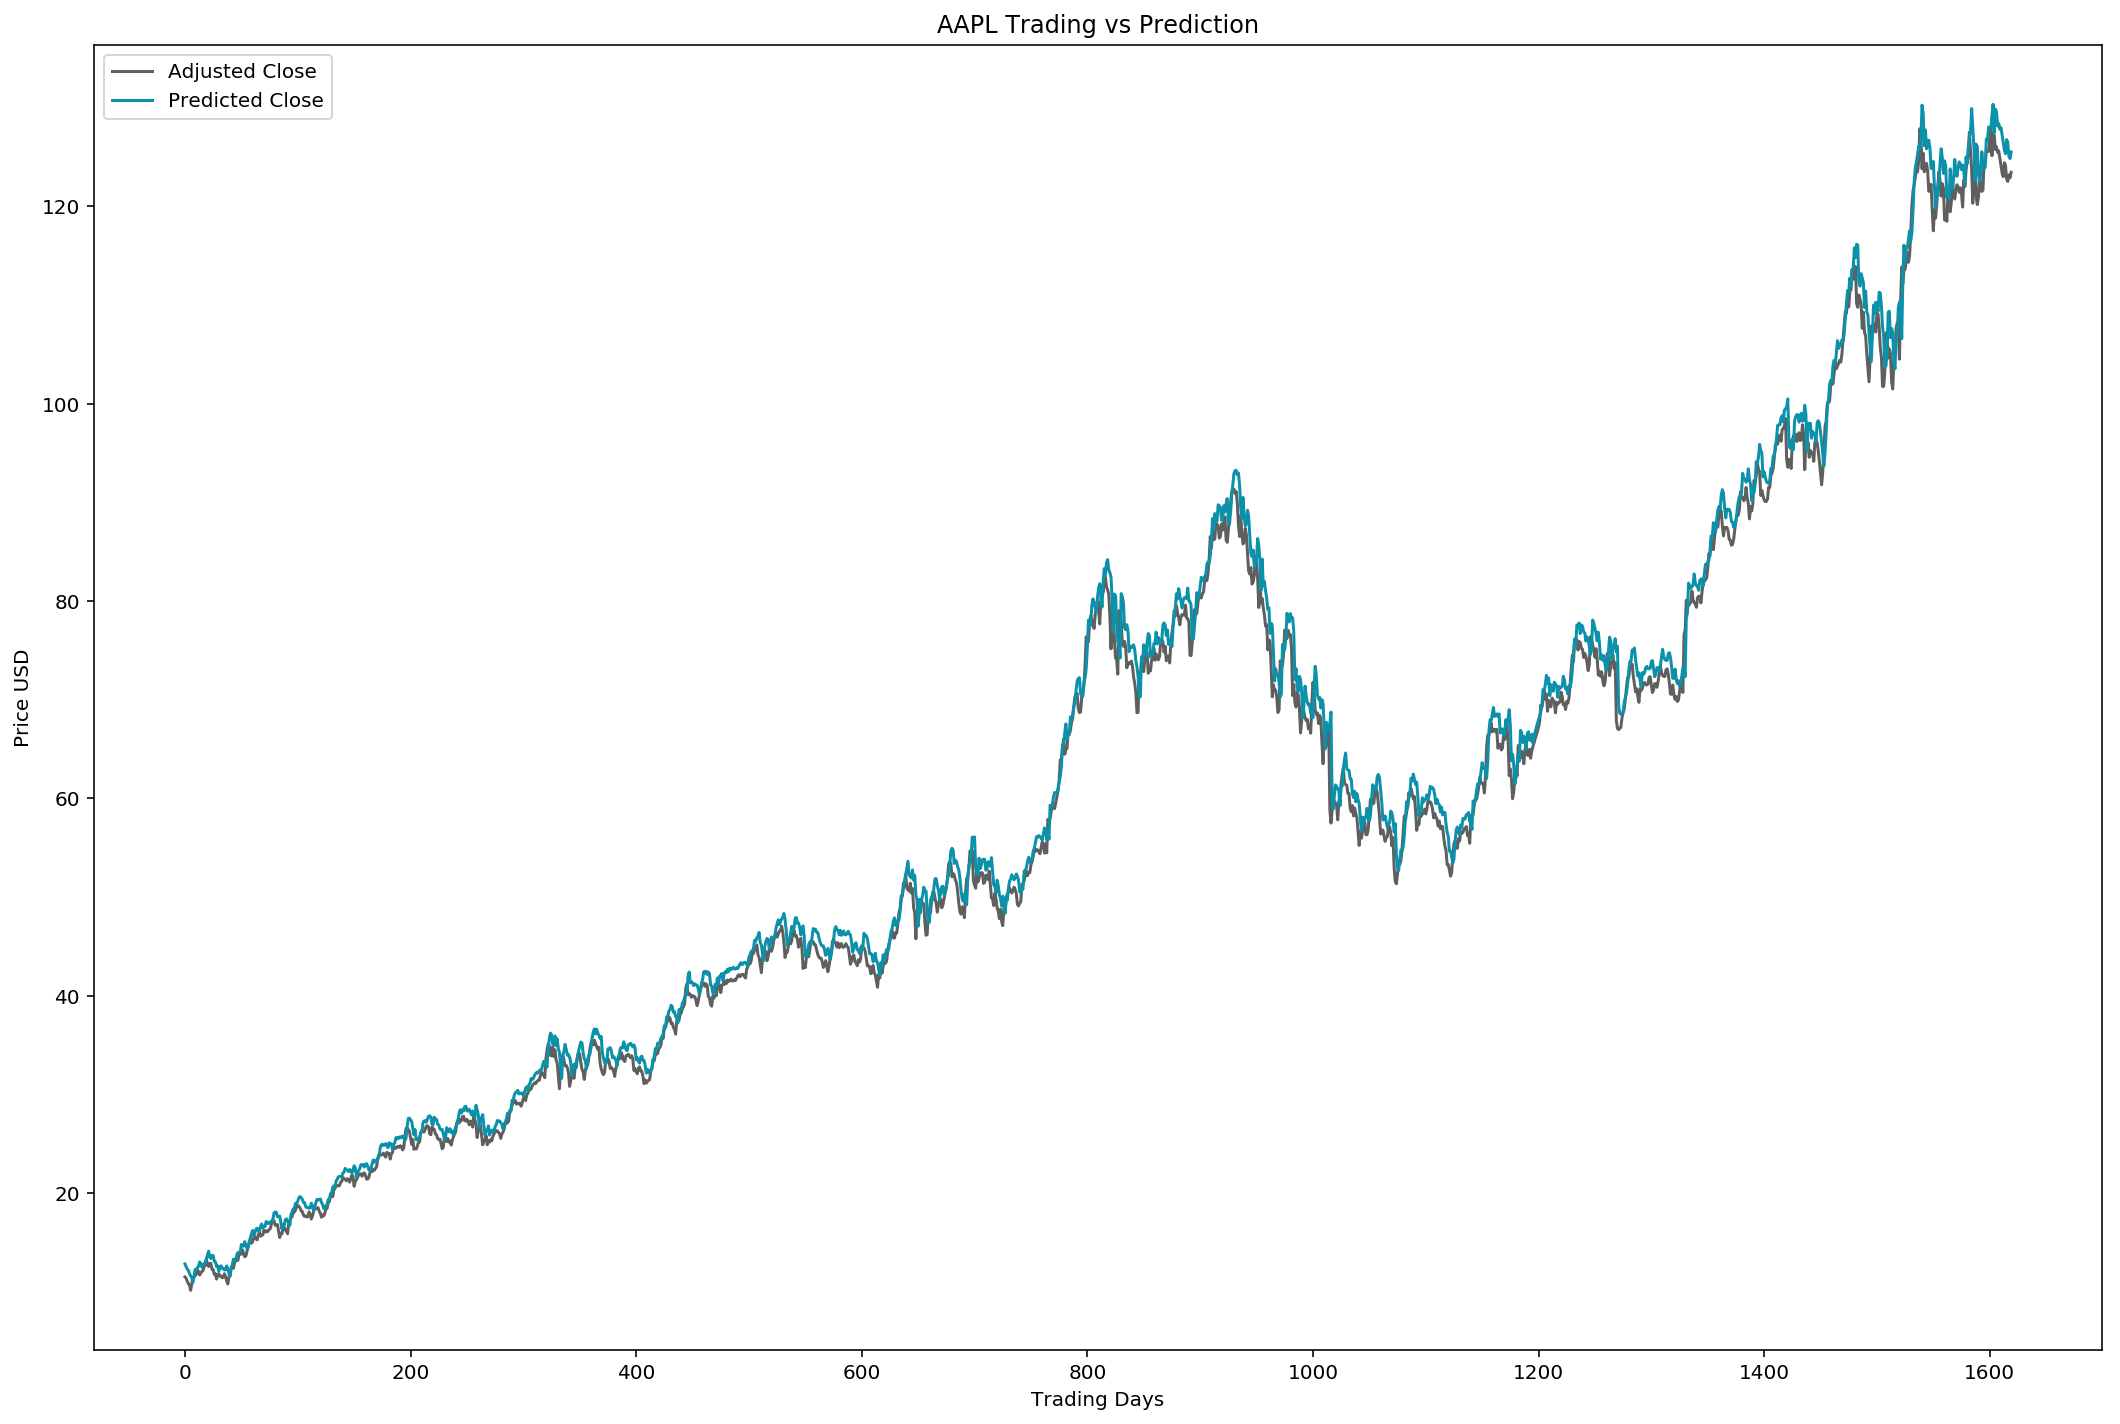 AAPL Trading vs Prediction
Adjusted Close
Predicted Close
120
100
80
60
40
20
Price USD
0 200 400 600 800 1000 1200 1400 1600
Trading Days